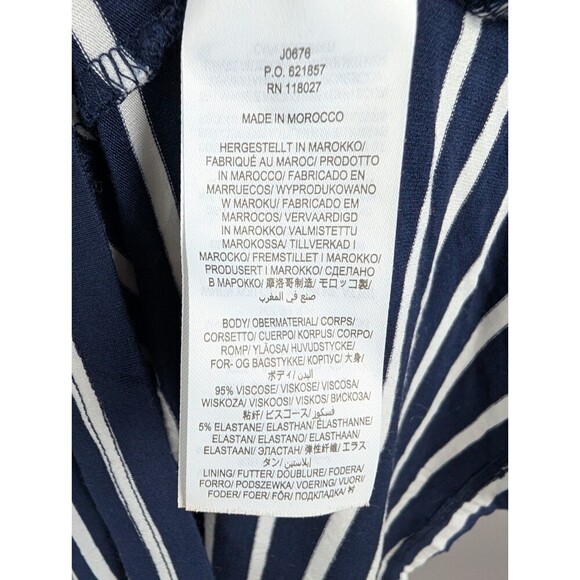 J0676
P.O. 621857
RN 118027
MADE IN MOROCCO
HERGESTELLT IN MAROKKO/
FABRIQUÉ AU MAROC/ PRODOTTO
IN MAROCCO/ FABRICADO EN
MARRUECOS/ WYPRODUKOWANO
W MAROKU/ FABRICADO EM
MARROCOS/ VERVAARDIGD
IN MAROKKO/ VALMISTETTU
MAROKOSSA/ TILLVERKAD I
MAROCKO/ FREMSTILLET I MAROKKO/
PRODUSERT I MAROKKO/ СДЕЛАНО
В МАРОККО/ 摩洛哥制造/ モロッコ製/
صنع في المغرب
BODY/ OBERMATERIAL/ CORPS/
CORSETTO/ CUERPO/ KORPUS/ CORPO/
ROMP/ YLÄOSA/ HUVUDSTYCKE/
FOR- OG BAGSTYKKE/ КОРПУС/ 大身/
ボディ/ البدن/
95% VISCOSE/ VISKOSE/ VISCOSA/
WISKOZA/ VISKOOSI/ VISKOS/ ВИСКОЗА/
粘纤/ ビスコース/ فسكوز/
5% ELASTANE/ ELASTHAN/ ÉLASTHANNE/
ELASTAN/ ELASTANO/ ELASTHAAN/
ELASTAANI/ ЭЛАСТАН/ 弹性纤维/ エラス
タン/ إيلاستين/
LINING/ FUTTER/ DOUBLURE/ FODERA/
FORRO/ PODSZEWKA/ VOERING/ VUORI/
FODER/ FOER/ FÔR/ ПОДКЛАДКА/ 衬